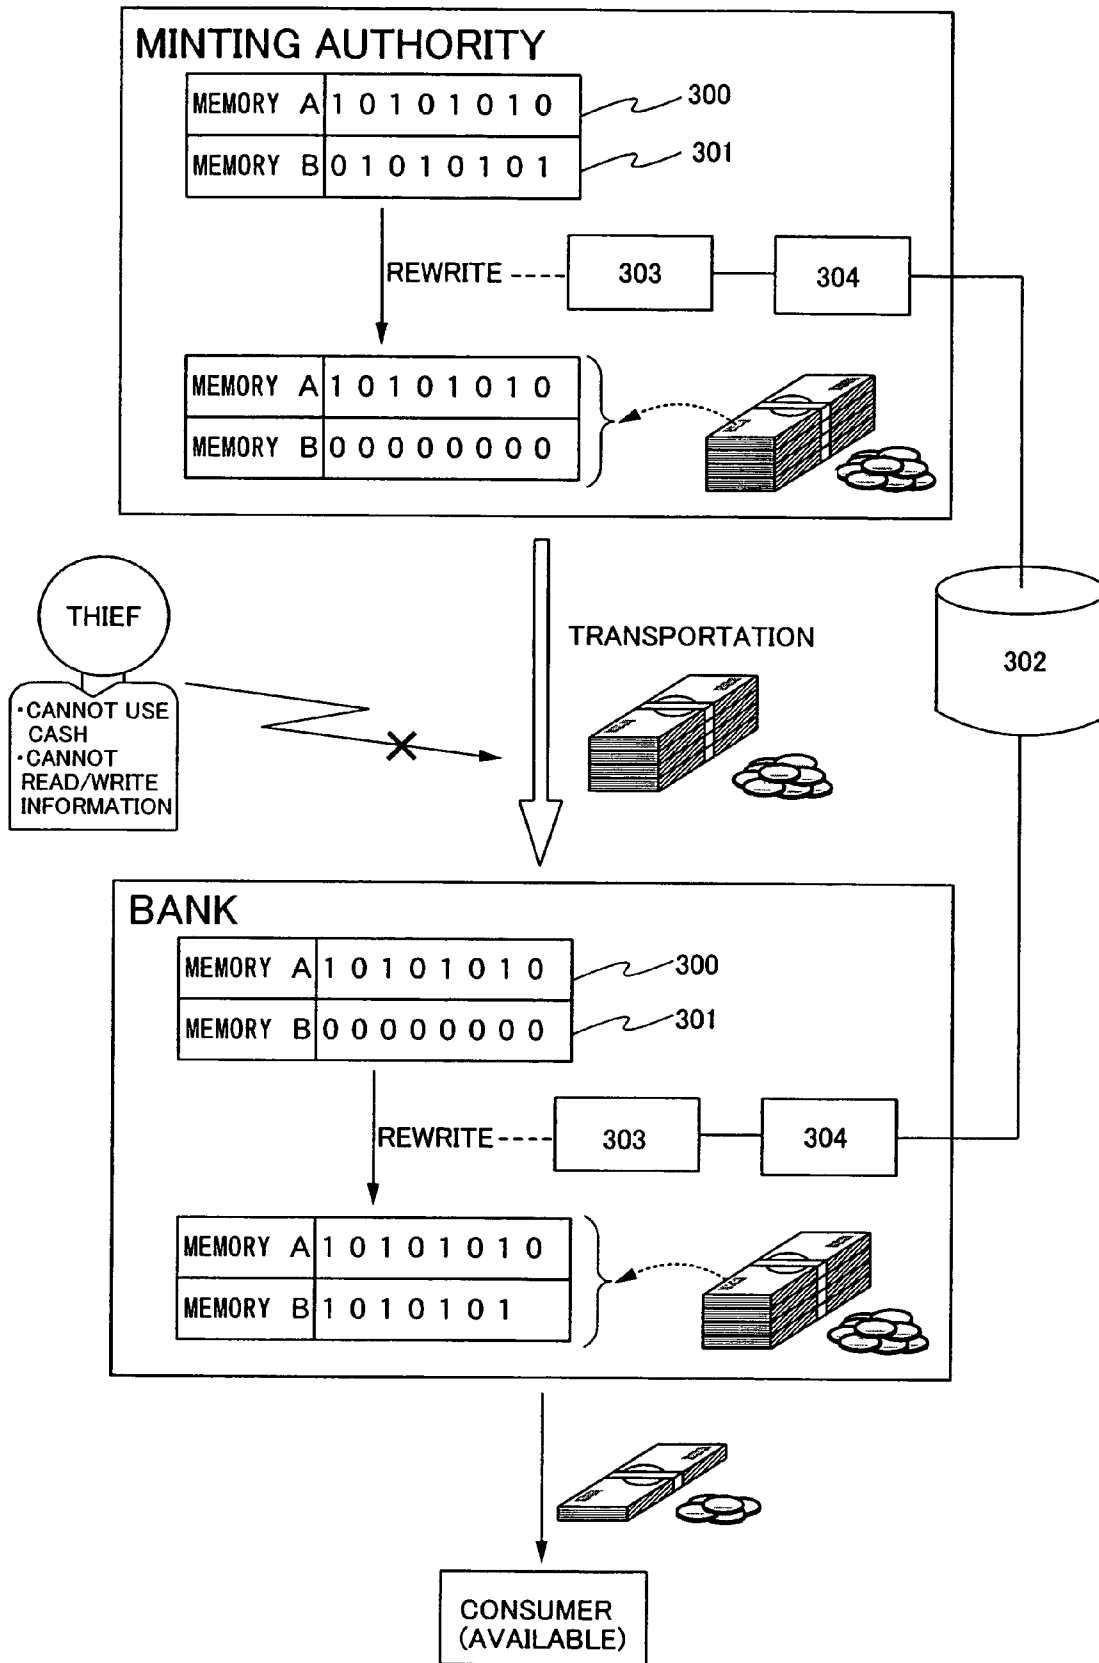 MINTING AUTHORITY
MEMORY A 1 0 1 0 1 0 1 0
300
MEMORY B 0 1 0 1 0 1 0 1
301
REWRITE
303
304
MEMORY A 1 0 1 0 1 0 1 0
MEMORY B 0 0 0 0 0 0 0 0
THIEF
·CANNOT USE
CASH
·CANNOT
READ/WRITE
INFORMATION
TRANSPORTATION
302
BANK
MEMORY A 1 0 1 0 1 0 1 0
300
MEMORY B 0 0 0 0 0 0 0 0
301
REWRITE
303
304
MEMORY A 1 0 1 0 1 0 1 0
MEMORY B 1 0 1 0 1 0 1
CONSUMER
(AVAILABLE)